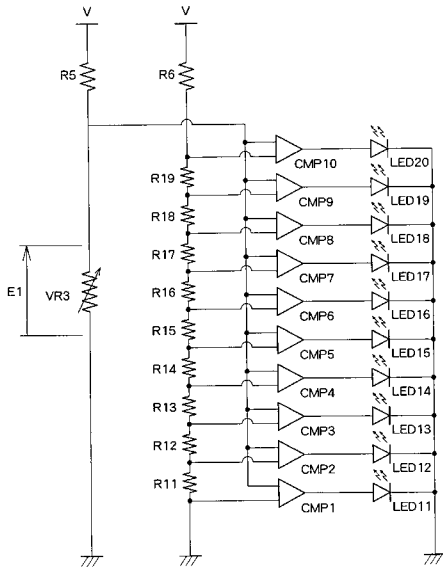 V
V
R5
R6
CMP10
LED20
R19
CMP9
LED19
R18
CMP8
LED18
R17
CMP7
LED17
E1
VR3
R16
CMP6
LED16
R15
CMP5
LED15
R14
CMP4
LED14
R13
CMP3
LED13
R12
CMP2
LED12
R11
CMP1
LED11